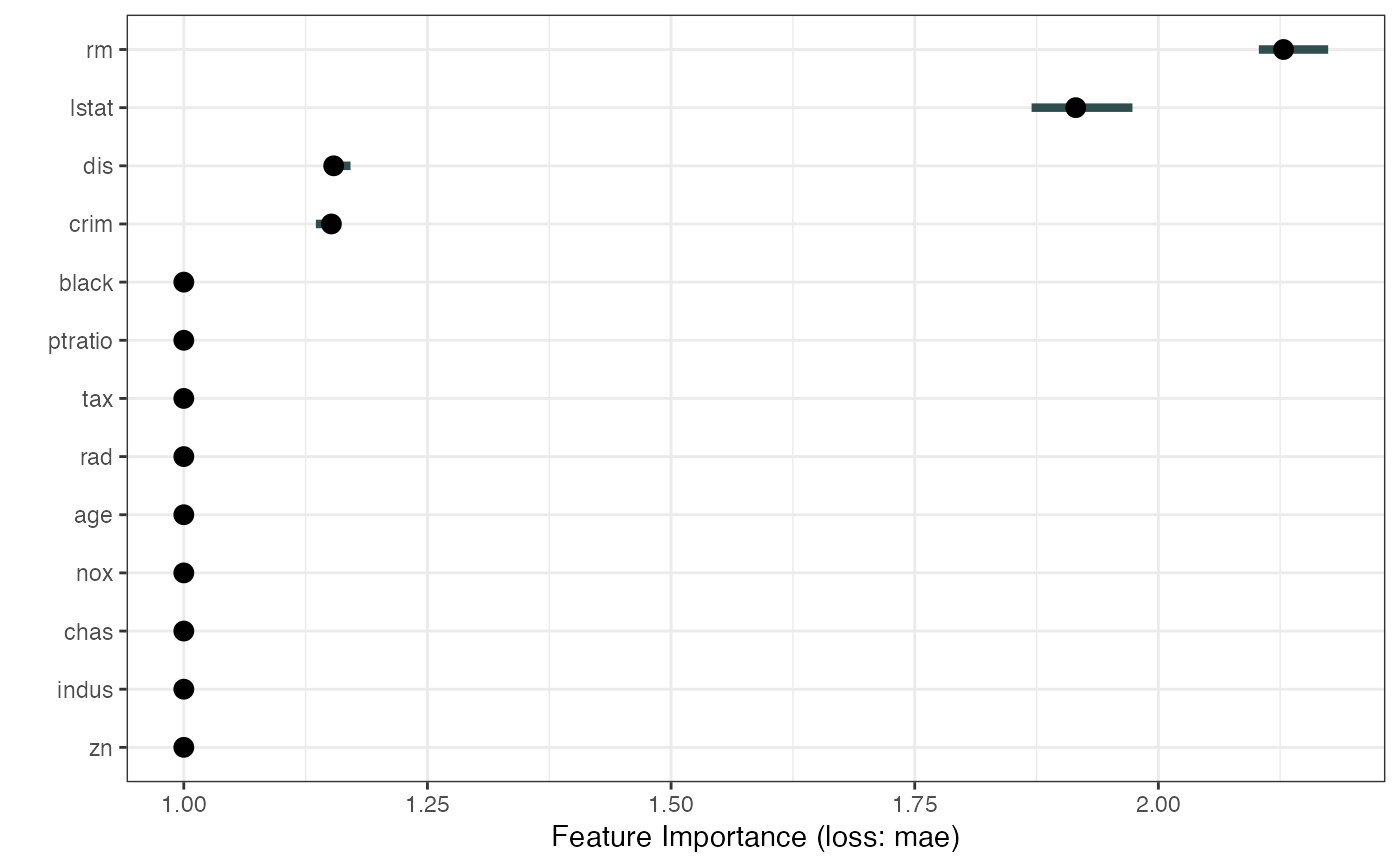 rm
lstat
dis
crim
black
ptratio
tax
rad
age
nox
chas
indus
zn
1.00 1.25 1.50 1.75 2.00
Feature Importance (loss: mae)